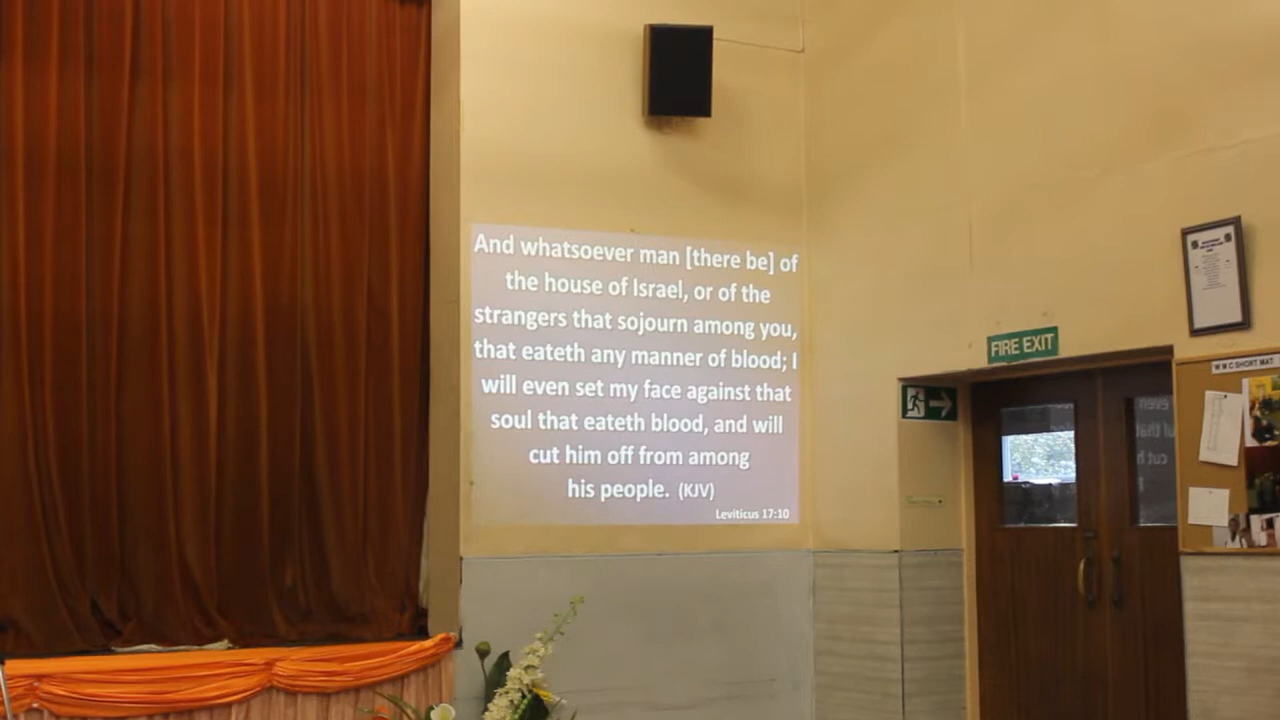 And whatsoever man [there be] of
the house of Israel, or of the
strangers that sojourn among you,
that eateth any manner of blood; I
will even set my face against that
soul that eateth blood, and will
cut him off from among
his people. (KJV)
Leviticus 17:10
FIRE EXIT
W M C SHORT MAT